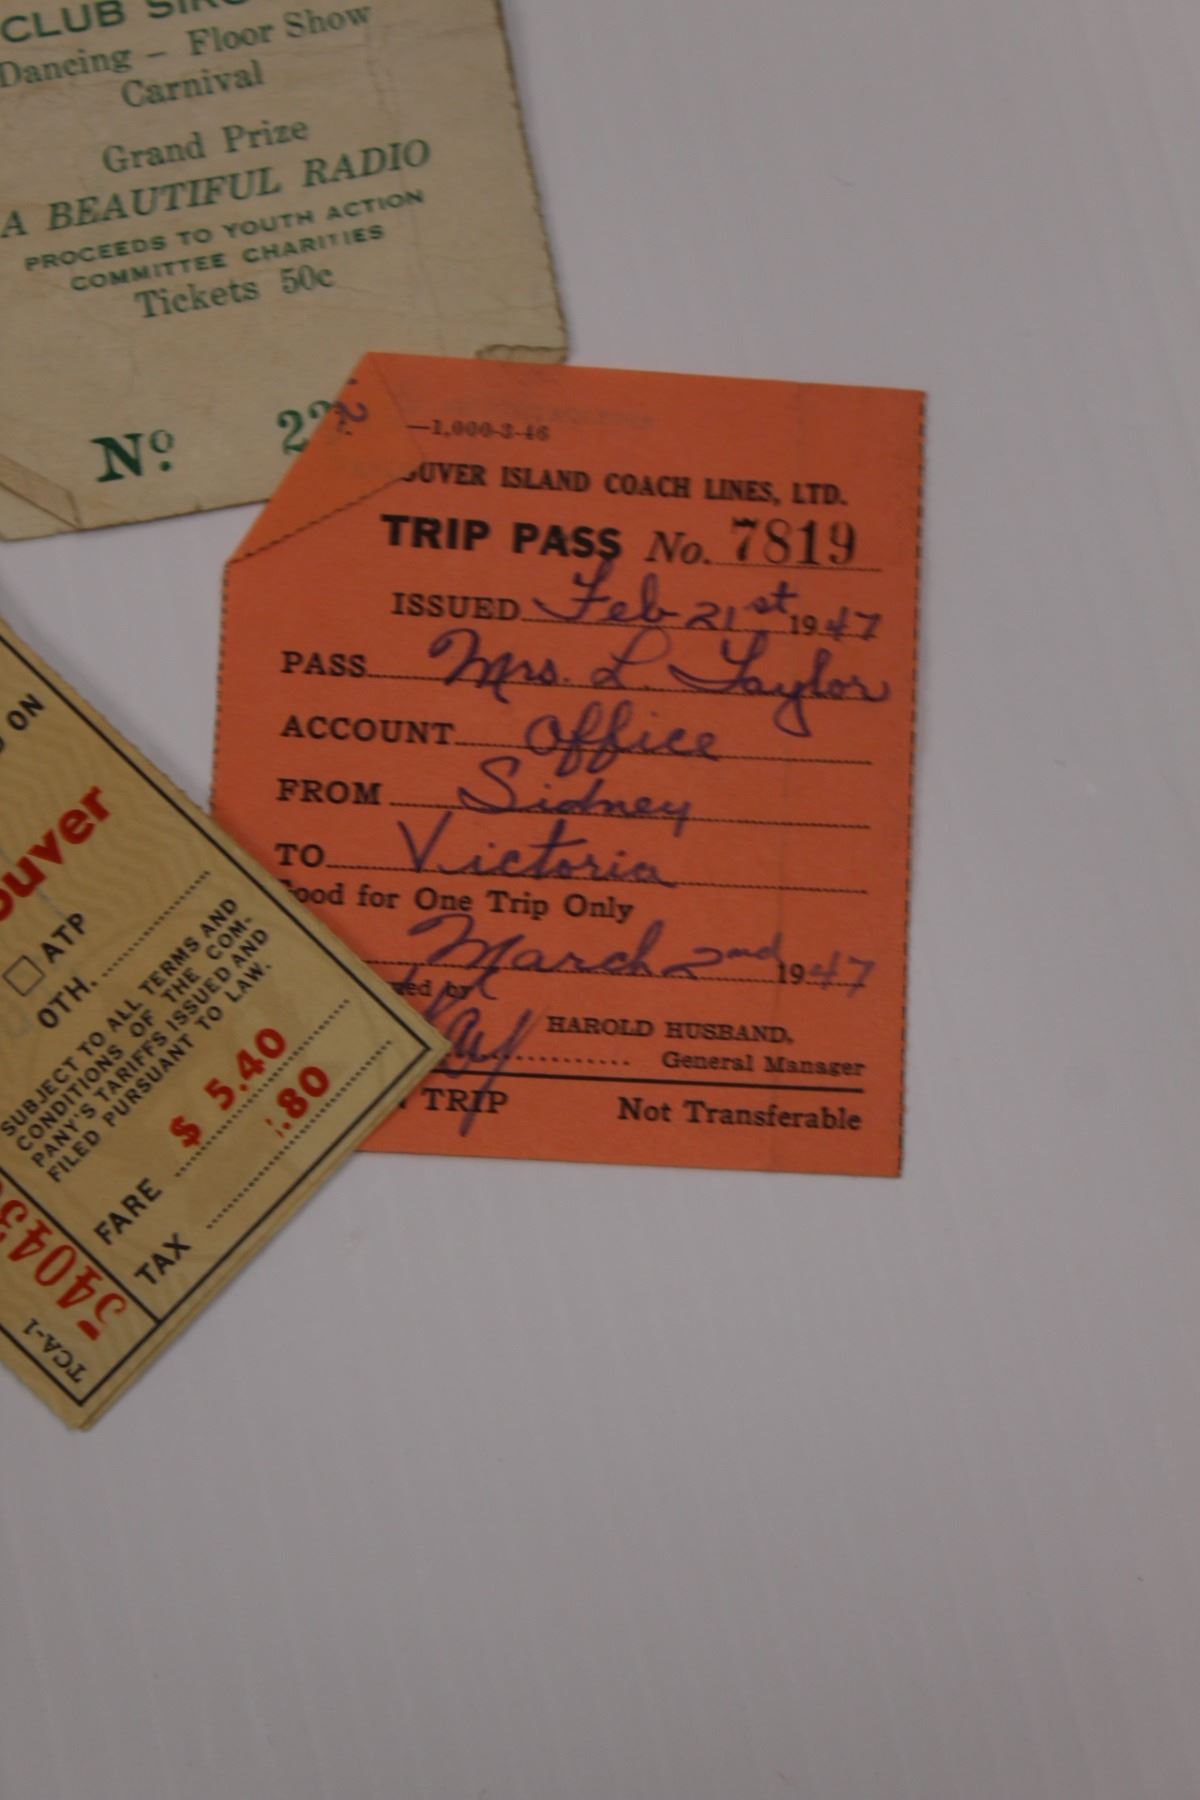 CLUB
Dancing – Floor Show
Carnival
Grand Prize
A BEAUTIFUL RADIO
PROCEEDS TO YOUTH ACTION
COMMITTEE CHARITIES
Tickets 50c
No.
—1,000-3-46
OUVER ISLAND COACH LINES, LTD.
TRIP PASS No. 7819
ISSUED Feb 21st 1947
PASS Mrs. L Taylor
ACCOUNT office
FROM Sidney
TO Victoria
Good for One Trip Only
March 2nd 1947
by
HAROLD HUSBAND,
General Manager
TRIP Not Transferable
ON
ouver
ATP
OTH.
SUBJECT TO ALL TERMS AND
CONDITIONS OF THE COM-
PANY'S TARIFFS ISSUED AND
FILED PURSUANT TO LAW.
FARE $ 5.40
TAX .80
TCA-1